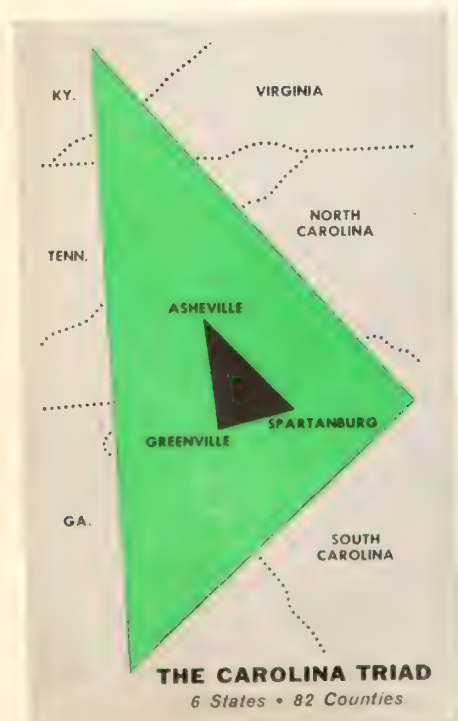 KY.
VIRGINIA
NORTH
CAROLINA
TENN.
ASHEVILLE
SPARTANBURG
GREENVILLE
GA.
SOUTH
CAROLINA
THE CAROLINA TRIAD
6 States • 82 Counties